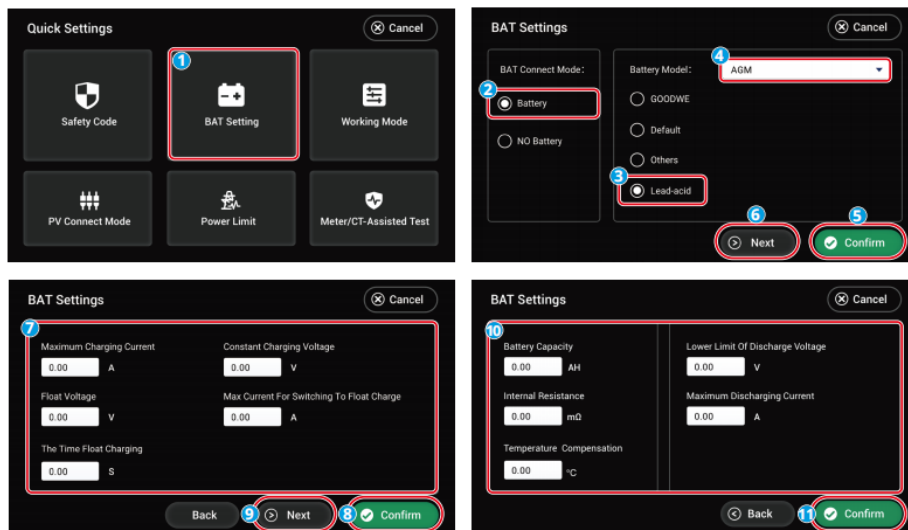 Quick Settings
Cancel
1
Safety Code
BAT Setting
Working Mode
PV Connect Mode
Power Limit
Meter/CT-Assisted Test
BAT Settings
Cancel
BAT Connect Mode:
Battery Model:
4
AGM
2
Battery
GOODWE
NO Battery
Default
Others
3
Lead-acid
6
Next
5
Confirm
BAT Settings
Cancel
7
Maximum Charging Current
Constant Charging Voltage
0.00 A
0.00 V
Float Voltage
Max Current For Switching To Float Charge
0.00 V
0.00 A
The Time Float Charging
0.00 S
Back
9
Next
8
Confirm
BAT Settings
Cancel
10
Battery Capacity
Lower Limit Of Discharge Voltage
0.00 AH
0.00 V
Internal Resistance
Maximum Discharging Current
0.00 mΩ
0.00 A
Temperature Compensation
0.00 °C
Back
11
Confirm